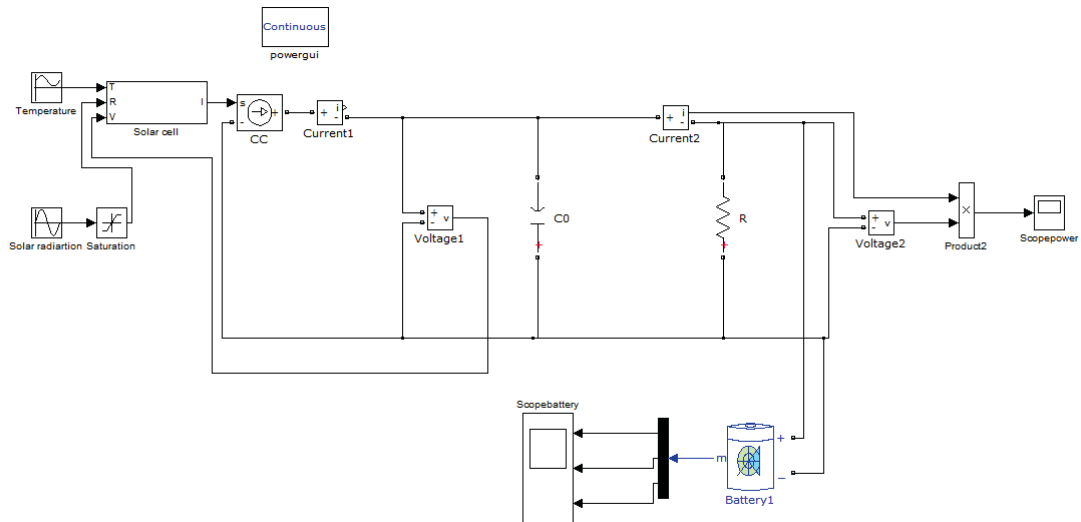 Continuous
powergui
Temperature
T
R
V
I
Solar cell
s
-
+
CC
+
i
-
Current1
+
i
-
Current2
Solar radiartion
Saturation
+
-
v
Voltage1
C0
+
R
+
+
-
v
Voltage2
×
Product2
Scopepower
Scopebattery
m
+
−
Battery1